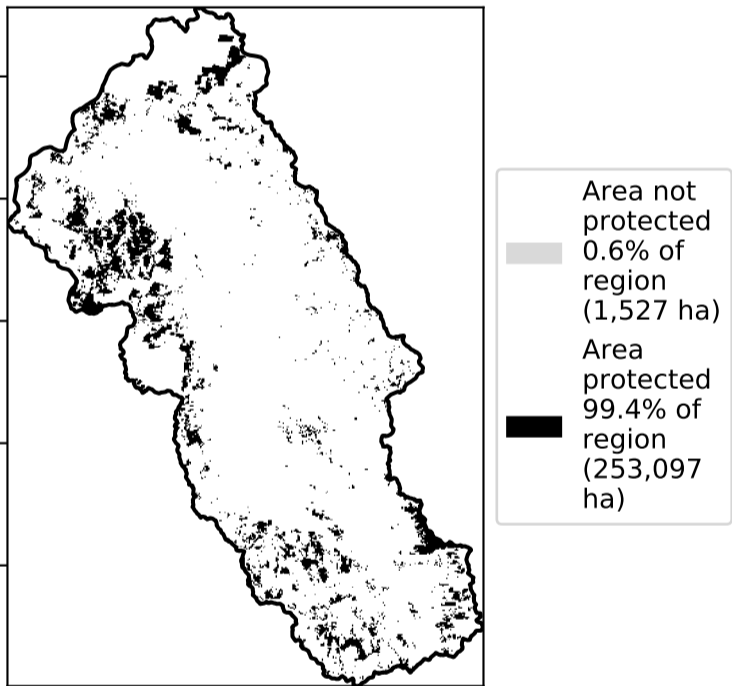 Area not
protected
0.6% of
region
(1,527 ha)
Area
protected
99.4% of
region
(253,097
ha)